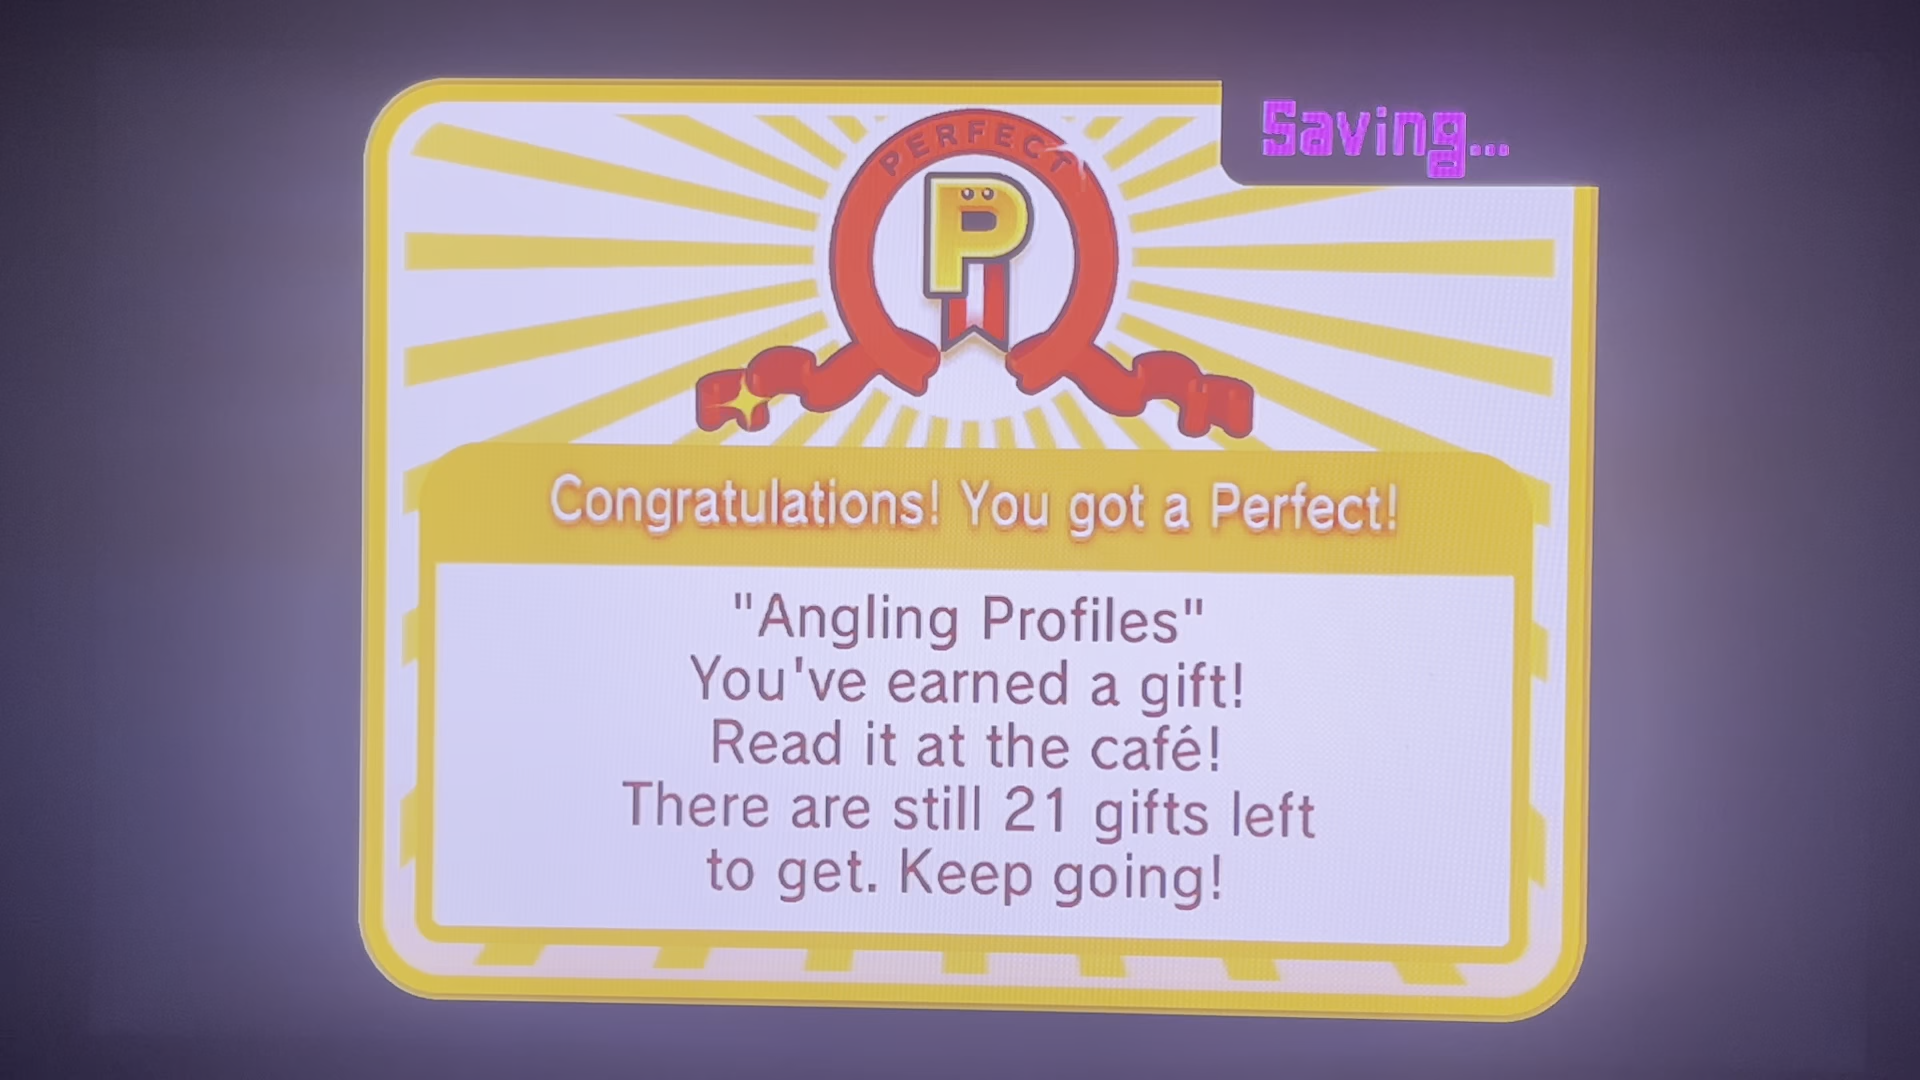 Saving...
PERFECT
P
Congratulations! You got a Perfect!
"Angling Profiles"
You've earned a gift!
Read it at the café!
There are still 21 gifts left
to get. Keep going!